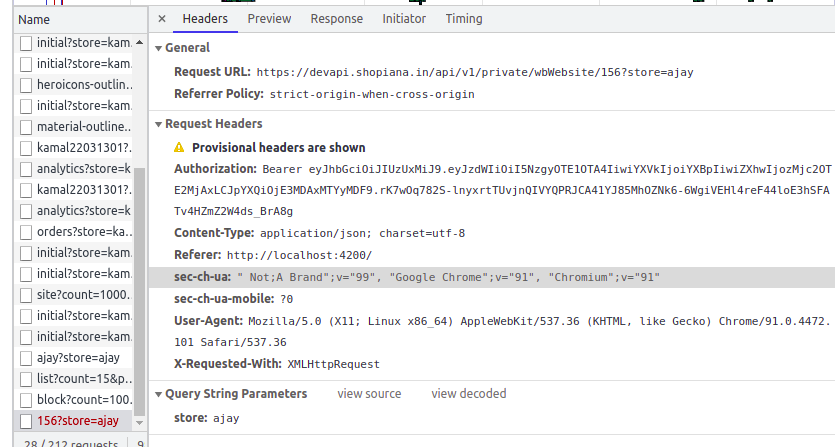 Name
× Headers Preview Response Initiator Timing
initial?store=kam.
initial?store=kam..
heroicons-outlin..
initial?store=kam..
material-outline..
kamal22031301?.
analytics?store=k
kamal22031301?.
analytics?store=k
orders?store=ka..
initial?store=kam..
initial?store=kam..
site?count=1000.
initial?store=kam..
initial?store=kam..
ajay?store=ajay
list?count=15&p..
block?count=100.
156?store=ajay
28 / 212 requests 9
General
Request URL: https://devapi.shopiana.in/api/v1/private/wbWebsite/156?store=ajay
Referrer Policy: strict-origin-when-cross-origin
Request Headers
Provisional headers are shown
Authorization: Bearer
Content-Type: application/json; charset=utf-8
Referer: http://localhost:4200/
sec-ch-ua: " Not;A Brand";v="99", "Google Chrome";v="91", "Chromium";v="91"
sec-ch-ua-mobile: ?0
User-Agent: Mozilla/5.0 (X11; Linux x86_64) AppleWebKit/537.36 (KHTML, like Gecko) Chrome/91.0.4472.
101 Safari/537.36
X-Requested-With: XMLHttpRequest
Query String Parameters view source view decoded
store: ajay